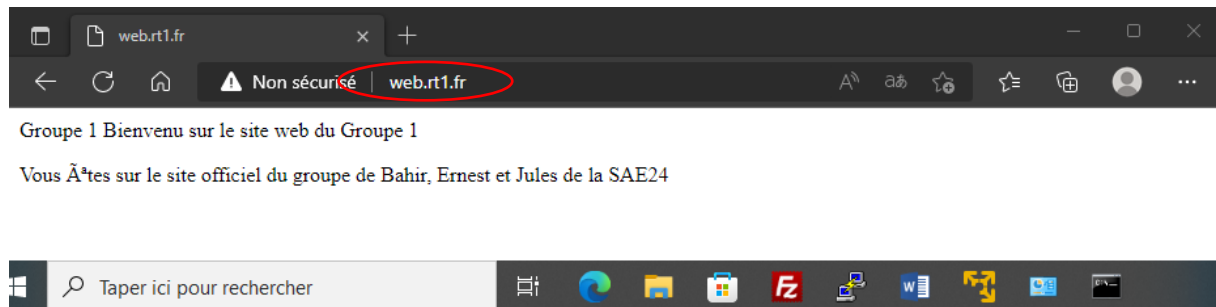 web.rt1.fr
Non sécurisé web.rt1.fr
Groupe 1 Bienvenu sur le site web du Groupe 1
Vous Ãªtes sur le site officiel du groupe de Bahir, Ernest et Jules de la SAE24
Taper ici pour rechercher